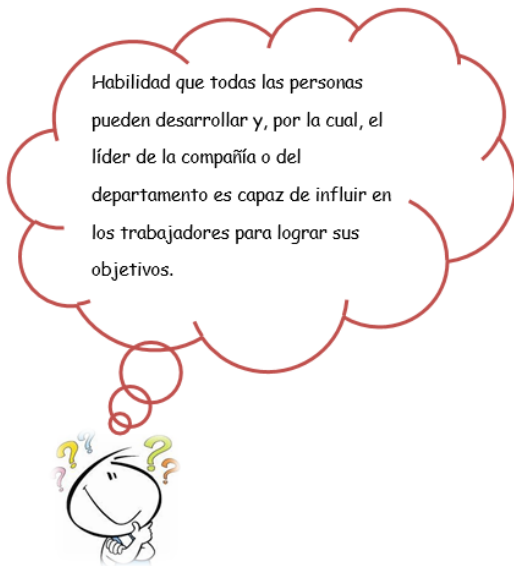 Habilidad que todas las personas
pueden desarrollar y, por la cual, el
líder de la compañía o del
departamento es capaz de influir en
los trabajadores para lograr sus
objetivos.